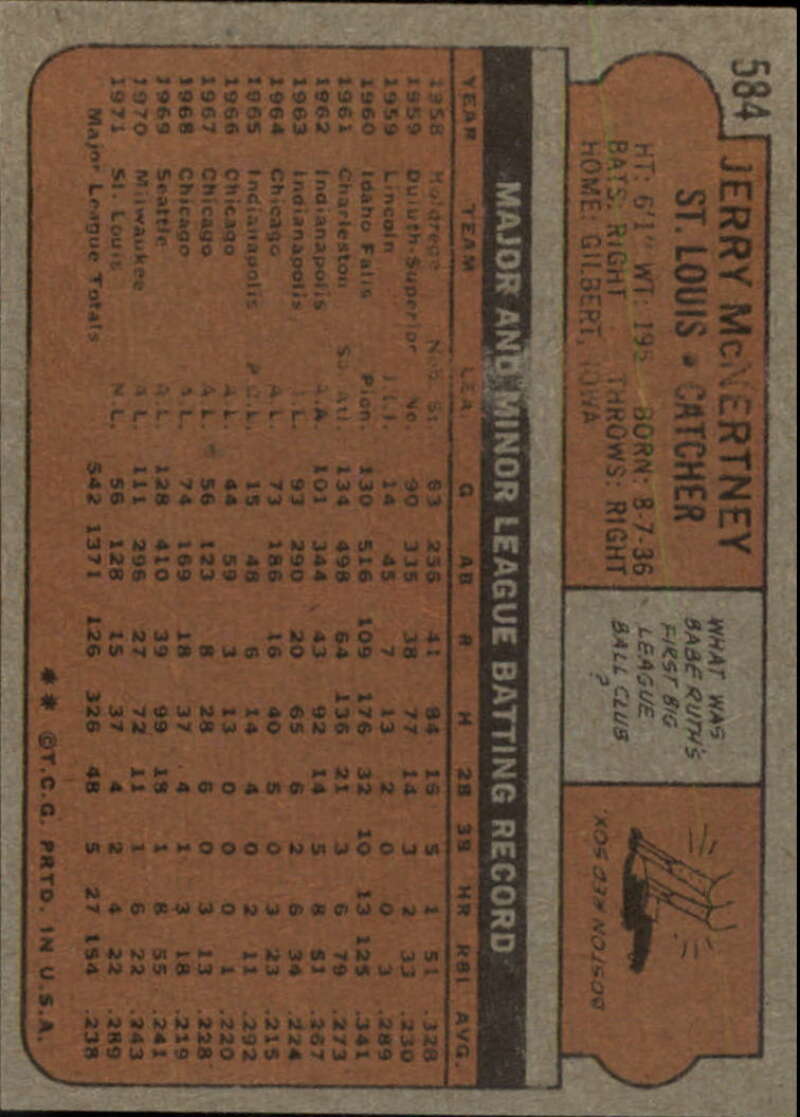 584
JERRY McNERTNEY
ST. LOUIS • CATCHER
HT: 6'1" WT: 195 BORN: 8-7-36
BATS: RIGHT THROWS: RIGHT
HOME: GILBERT, IOWA
WHAT WAS
BABE RUTH'S
FIRST BIG
LEAGUE
BALL CLUB
?
BOSTON RED SOX.
MAJOR AND MINOR LEAGUE BATTING RECORD
YEAR TEAM LEA. G AB R H 2B 3B HR RBI AVG.
1958 Holdrege Neb. St. 63 256 41 84 16 5 1 51 .328
1959 Duluth Superior No. 90 335 38 77 14 3 2 33 .230
1959 Lincoln I.I.I. 14 45 7 13 2 0 0 3 .289
1960 Idaho Falls Pion. 130 516 109 176 32 10 13 125 .341
1961 Charleston So. Atl. 134 498 64 136 21 3 6 79 .273
1962 Indianapolis A.A. 101 344 43 92 14 5 8 51 .267
1963 Indianapolis I.L. 93 290 20 65 6 2 6 34 .224
1964 Chicago A.L. 73 186 16 40 5 0 3 23 .215
1965 Indianapolis P.C.L. 15 48 6 14 4 0 2 11 .292
1966 Chicago A.L. 44 59 3 13 0 0 0 1 .220
1967 Chicago A.L. 56 123 8 28 6 0 3 13 .228
1968 Chicago A.L. 74 169 18 37 4 1 3 18 .219
1969 Seattle A.L. 128 410 39 99 18 1 8 55 .241
1970 Milwaukee A.L. 111 296 27 72 11 1 6 22 .243
1971 St. Louis N.L. 56 128 15 37 4 2 4 22 .289
Major League Totals 542 1371 126 326 48 5 27 154 .238
** ©T.C.G. PRTD. IN U.S.A.